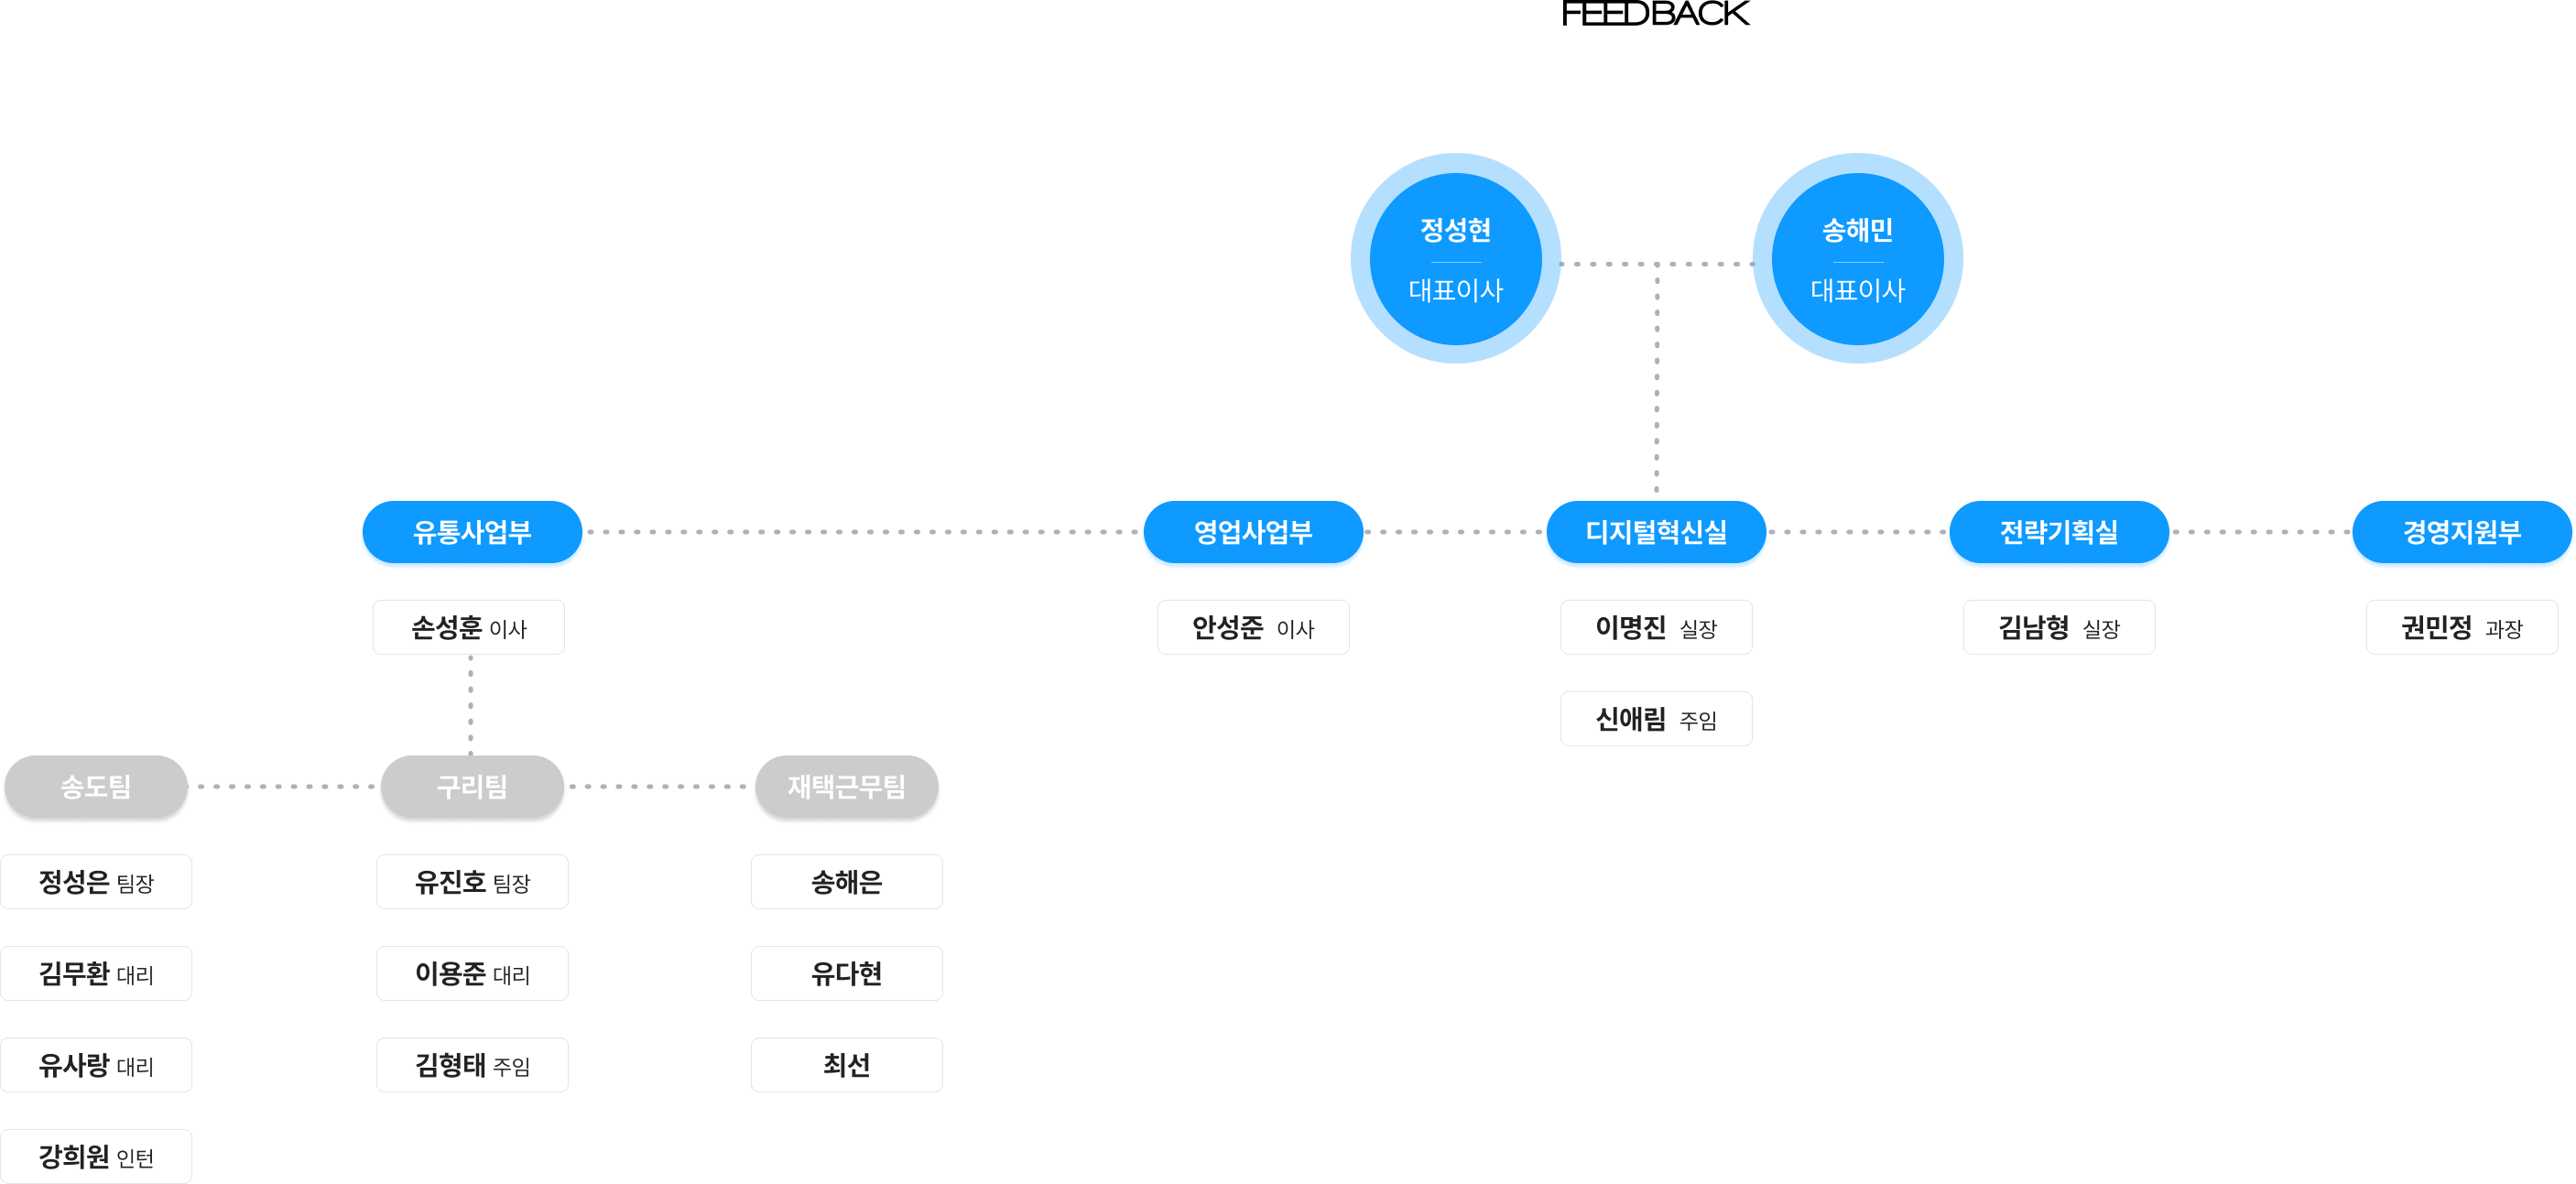 FEEDBACK
정성현
대표이사
송해민
대표이사
유통사업부
영업사업부
디지털혁신실
전략기획실
경영지원부
손성훈 이사
안성준 이사
이명진 실장
김남형 실장
권민정 과장
신애림 주임
송도팀
구리팀
재택근무팀
정성은 팀장
유진호 팀장
송해은
김무환 대리
이용준 대리
유다현
유사랑 대리
김형태 주임
최선
강희원 인턴